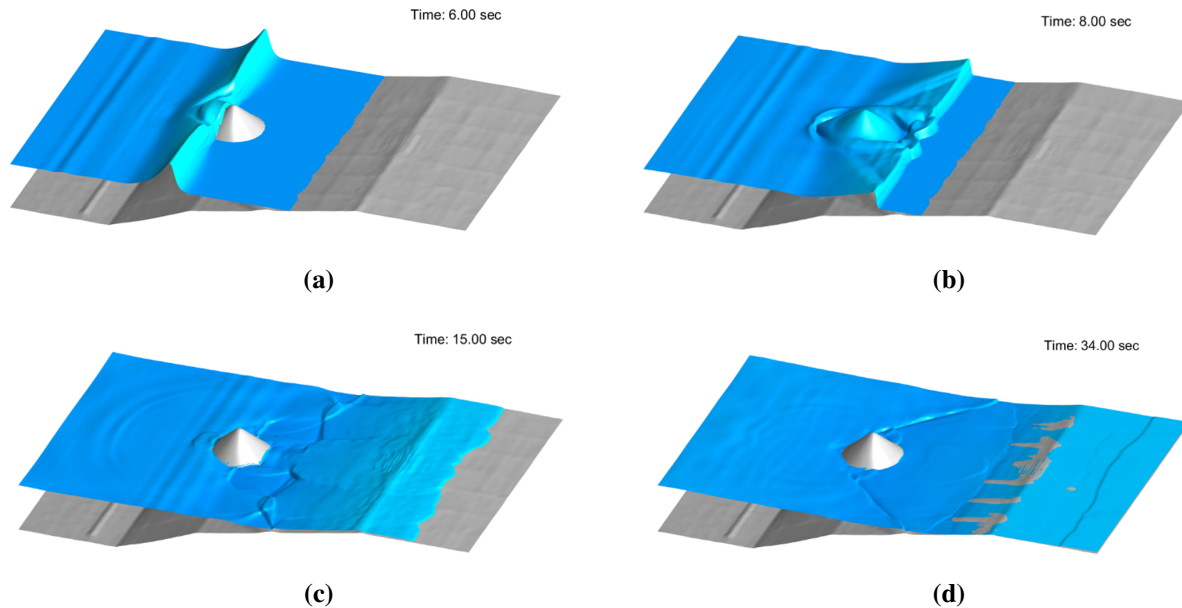 Time: 6.00 sec
Time: 8.00 sec
(a)
(b)
Time: 15.00 sec
Time: 34.00 sec
(c)
(d)